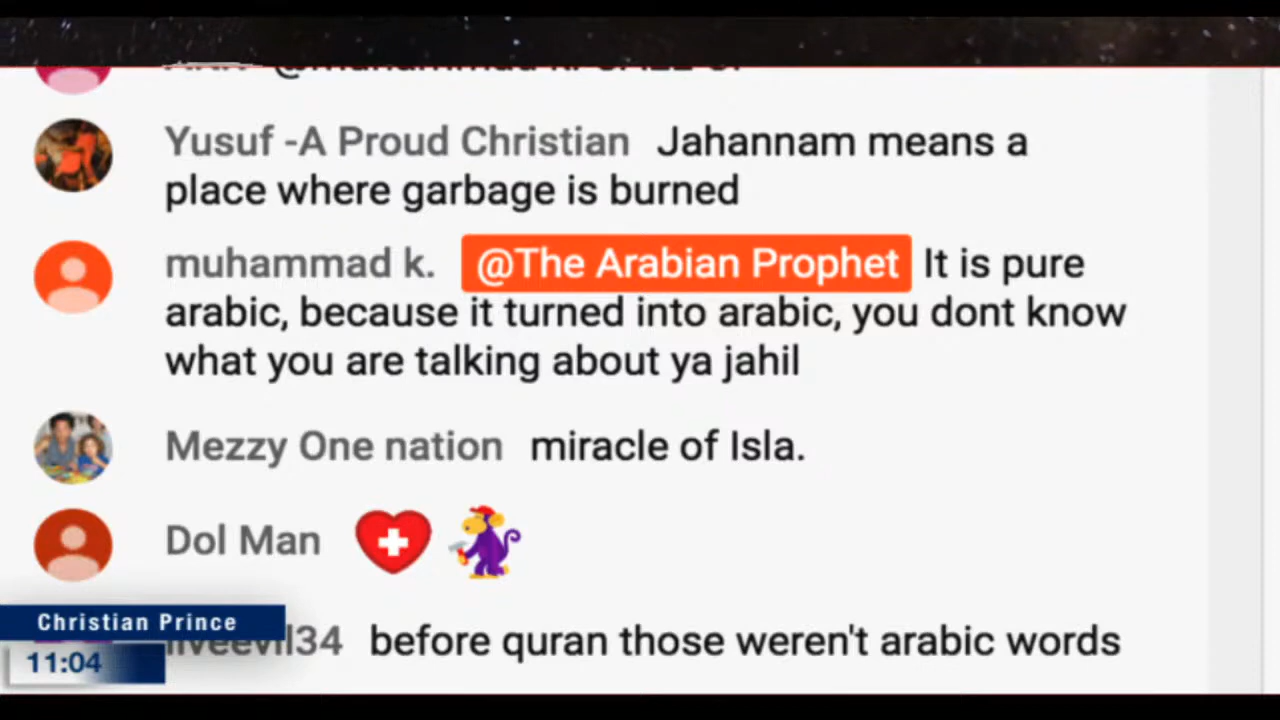 Yusuf -A Proud Christian Jahannam means a
place where garbage is burned
muhammad k. @The Arabian Prophet It is pure
arabic, because it turned into arabic, you dont know
what you are talking about ya jahil
Mezzy One nation miracle of Isla.
Dol Man
Christian Prince
before quran those weren't arabic words
11:04